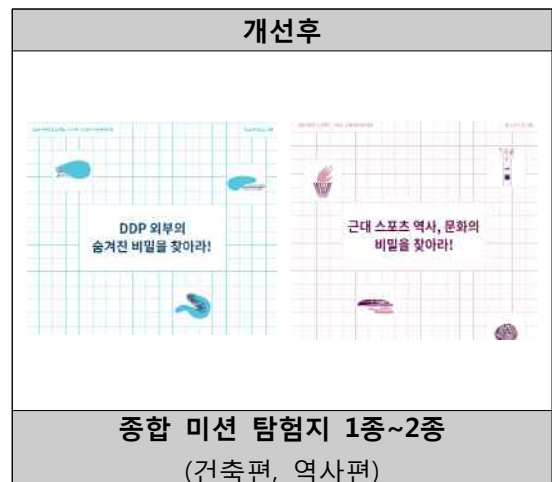 개선후
DDP 외부의
숨겨진 비밀을 찾아라!
근대 스포츠 역사, 문화의
비밀을 찾아라!
종합 미션 탐험지 1종~2종
(건축편, 역사편)